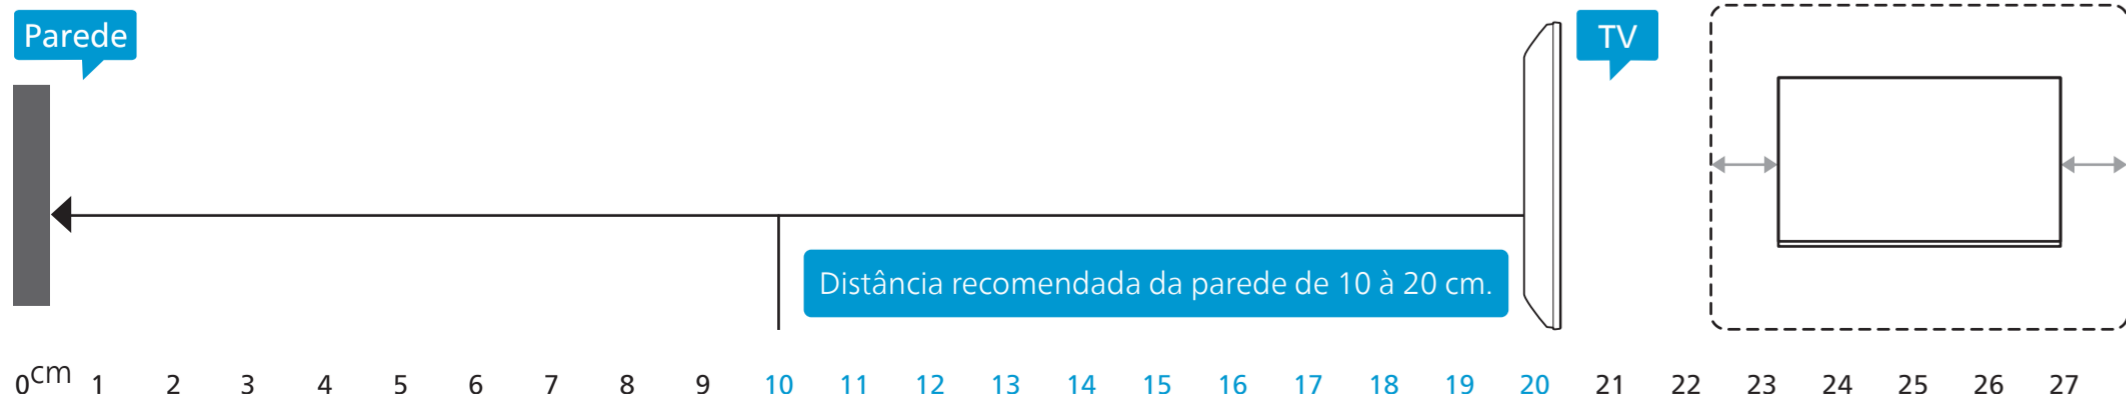 Parede
TV
Distância recomendada da parede de 10 à 20 cm.
0cm 1 2 3 4 5 6 7 8 9 10 11 12 13 14 15 16 17 18 19 20 21 22 23 24 25 26 27